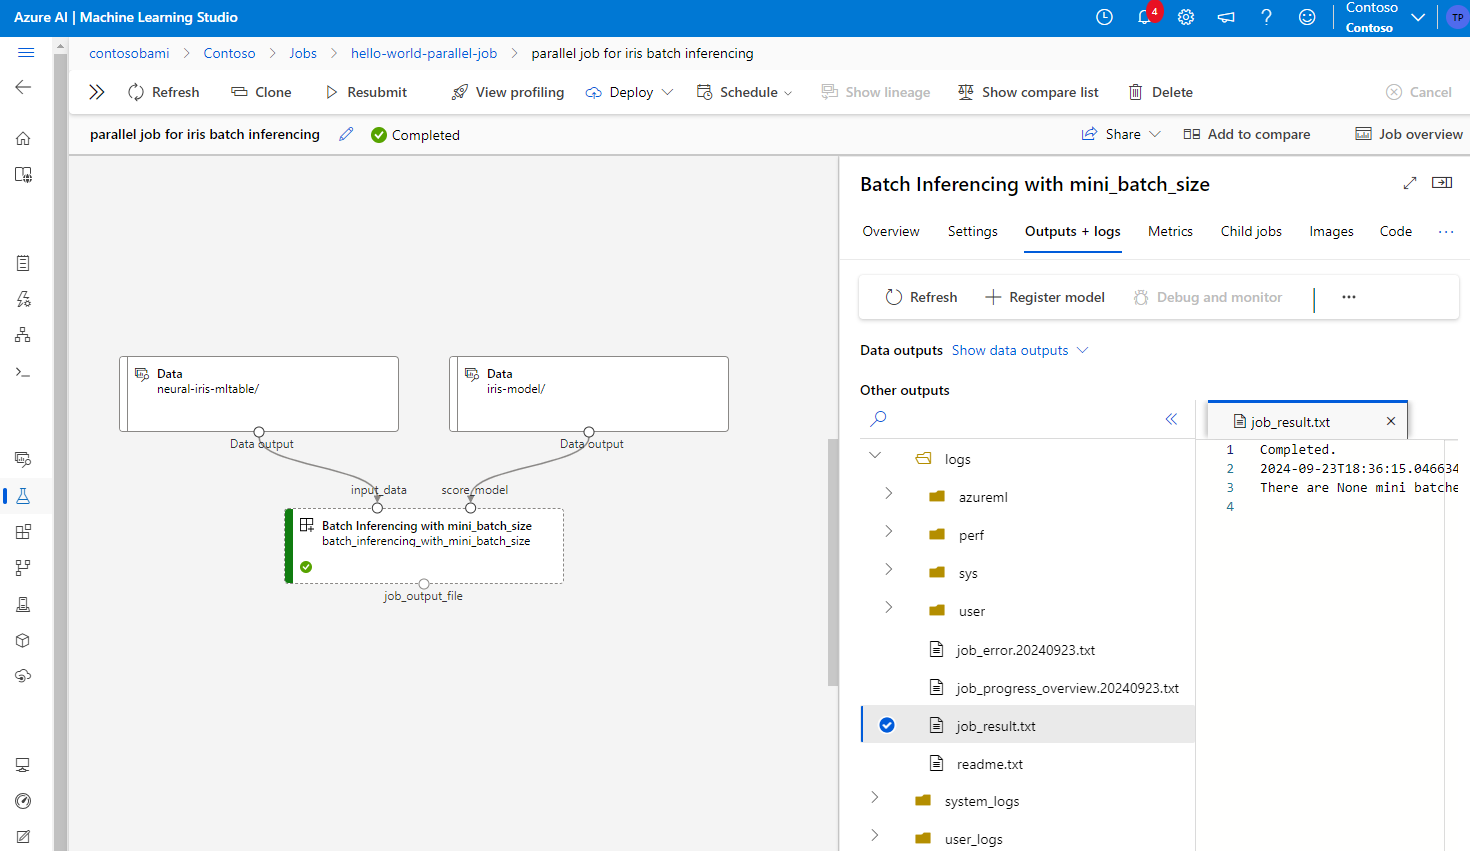 Azure AI | Machine Learning Studio
4
Contoso
Contoso
TP
contosobami > Contoso > Jobs > hello-world-parallel-job > parallel job for iris batch inferencing
Refresh Clone Resubmit View profiling Deploy Schedule Show lineage Show compare list Delete Cancel
parallel job for iris batch inferencing Completed Share Add to compare Job overview
Data
neural-iris-mltable/
Data output
Data
iris-model/
Data output
input_data score_model
Batch Inferencing with mini_batch_size
batch_inferencing_with_mini_batch_size
job_output_file
Batch Inferencing with mini_batch_size
Overview Settings Outputs + logs Metrics Child jobs Images Code ...
Refresh Register model Debug and monitor ...
Data outputs Show data outputs
Other outputs
logs
azureml
perf
sys
user
job_error.20240923.txt
job_progress_overview.20240923.txt
job_result.txt
readme.txt
system_logs
user_logs
job_result.txt
1 Completed.
2 2024-09-23T18:36:15.046634
3 There are None mini batche
4